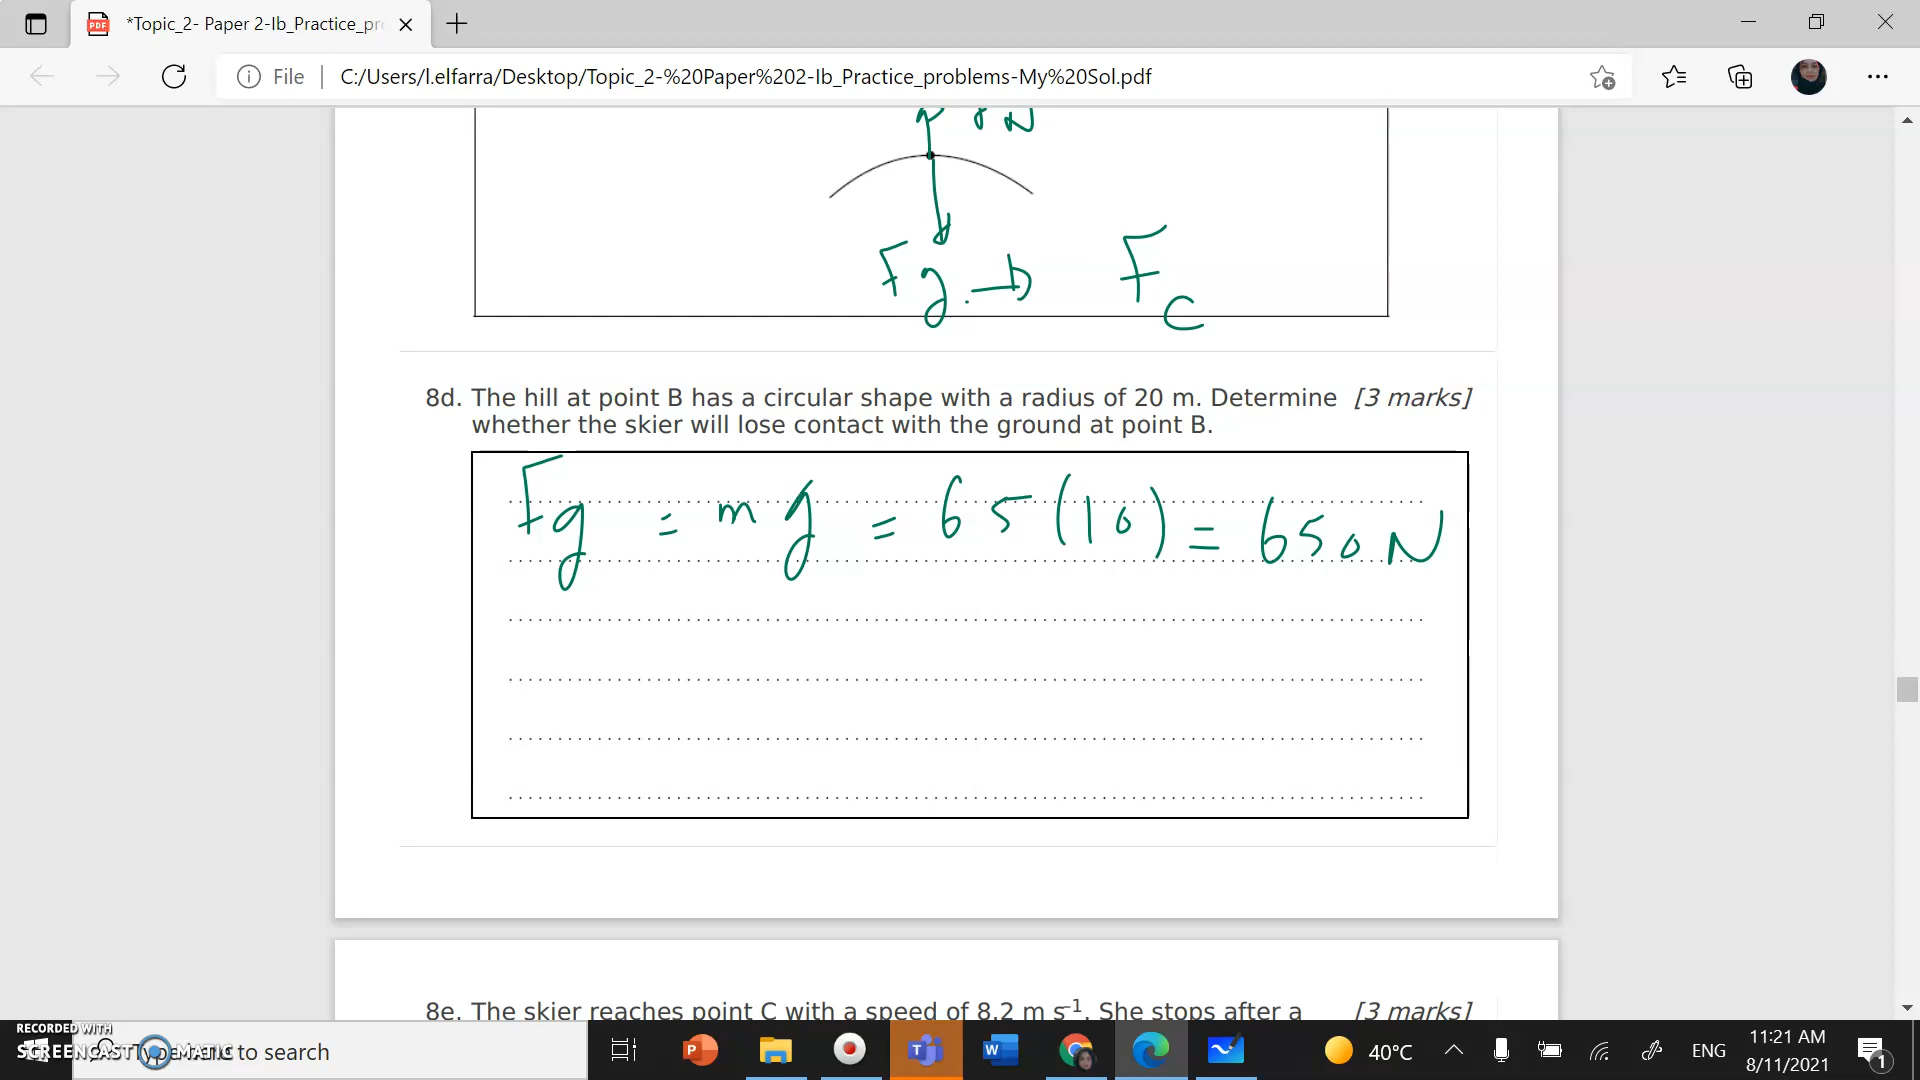 *Topic_2- Paper 2-Ib_Practice_pr
File
C:/Users/l.elfarra/Desktop/Topic_2-%20Paper%202-Ib_Practice_problems-My%20Sol.pdf
N
Fg
F
C
8d. The hill at point B has a circular shape with a radius of 20 m. Determine [3 marks]
whether the skier will lose contact with the ground at point B.
Fg = mg = 65(10) = 650N
8e. The skier reaches point C with a speed of 8.2 m s⁻¹. She stops after a [3 marks]
RECORDED WITH
SCREENCAST MATIC
to search
40°C
ENG
11:21 AM
8/11/2021
1